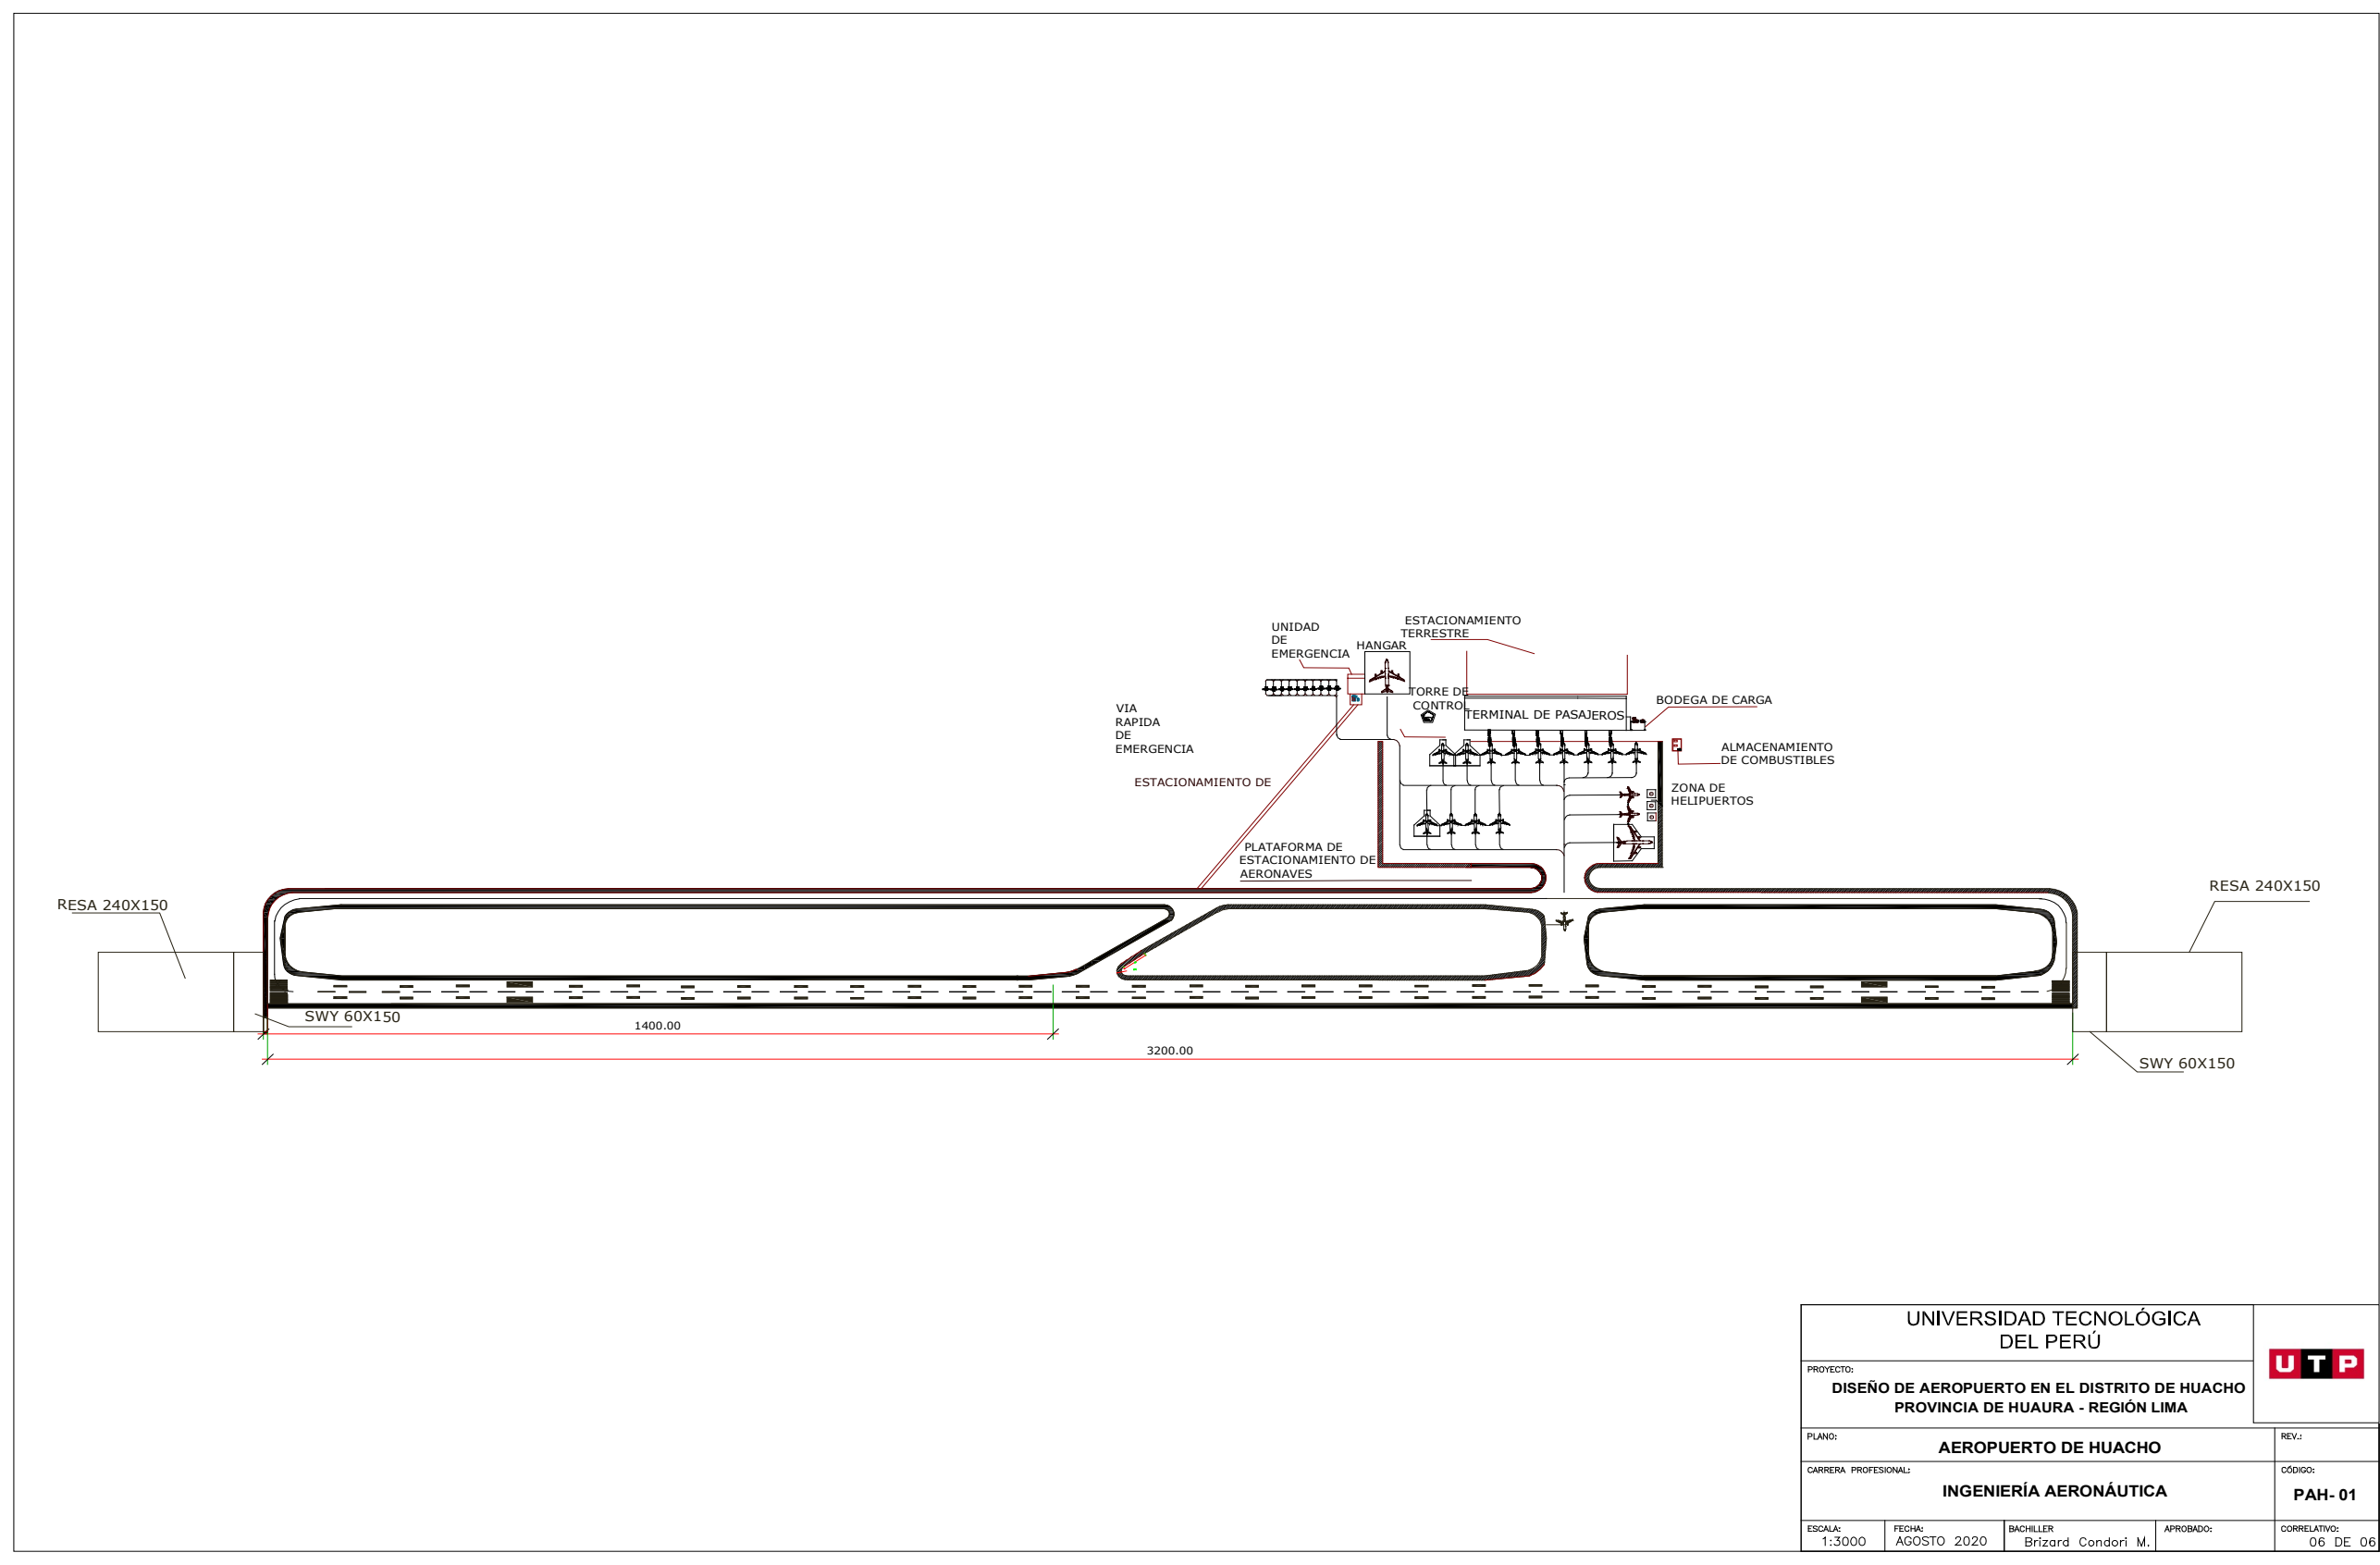 UNIDAD
DE
EMERGENCIA
HANGAR
ESTACIONAMIENTO
TERRESTRE
TORRE DE
CONTROL
TERMINAL DE PASAJEROS
BODEGA DE CARGA
VIA
RAPIDA
DE
EMERGENCIA
ALMACENAMIENTO
DE COMBUSTIBLES
ESTACIONAMIENTO DE
ZONA DE
HELIPUERTOS
PLATAFORMA DE
ESTACIONAMIENTO DE
AERONAVES
RESA 240X150
RESA 240X150
SWY 60X150
1400.00
3200.00
SWY 60X150
UNIVERSIDAD TECNOLÓGICA
DEL PERÚ
UTP
PROYECTO:
DISEÑO DE AEROPUERTO EN EL DISTRITO DE HUACHO
PROVINCIA DE HUAURA - REGIÓN LIMA
PLANO:
AEROPUERTO DE HUACHO
REV.:
CARRERA PROFESIONAL:
INGENIERÍA AERONÁUTICA
CÓDIGO:
PAH- 01
ESCALA:
1:3000
FECHA:
AGOSTO 2020
BACHILLER
Brizard Condori M.
APROBADO:
CORRELATIVO:
06 DE 06